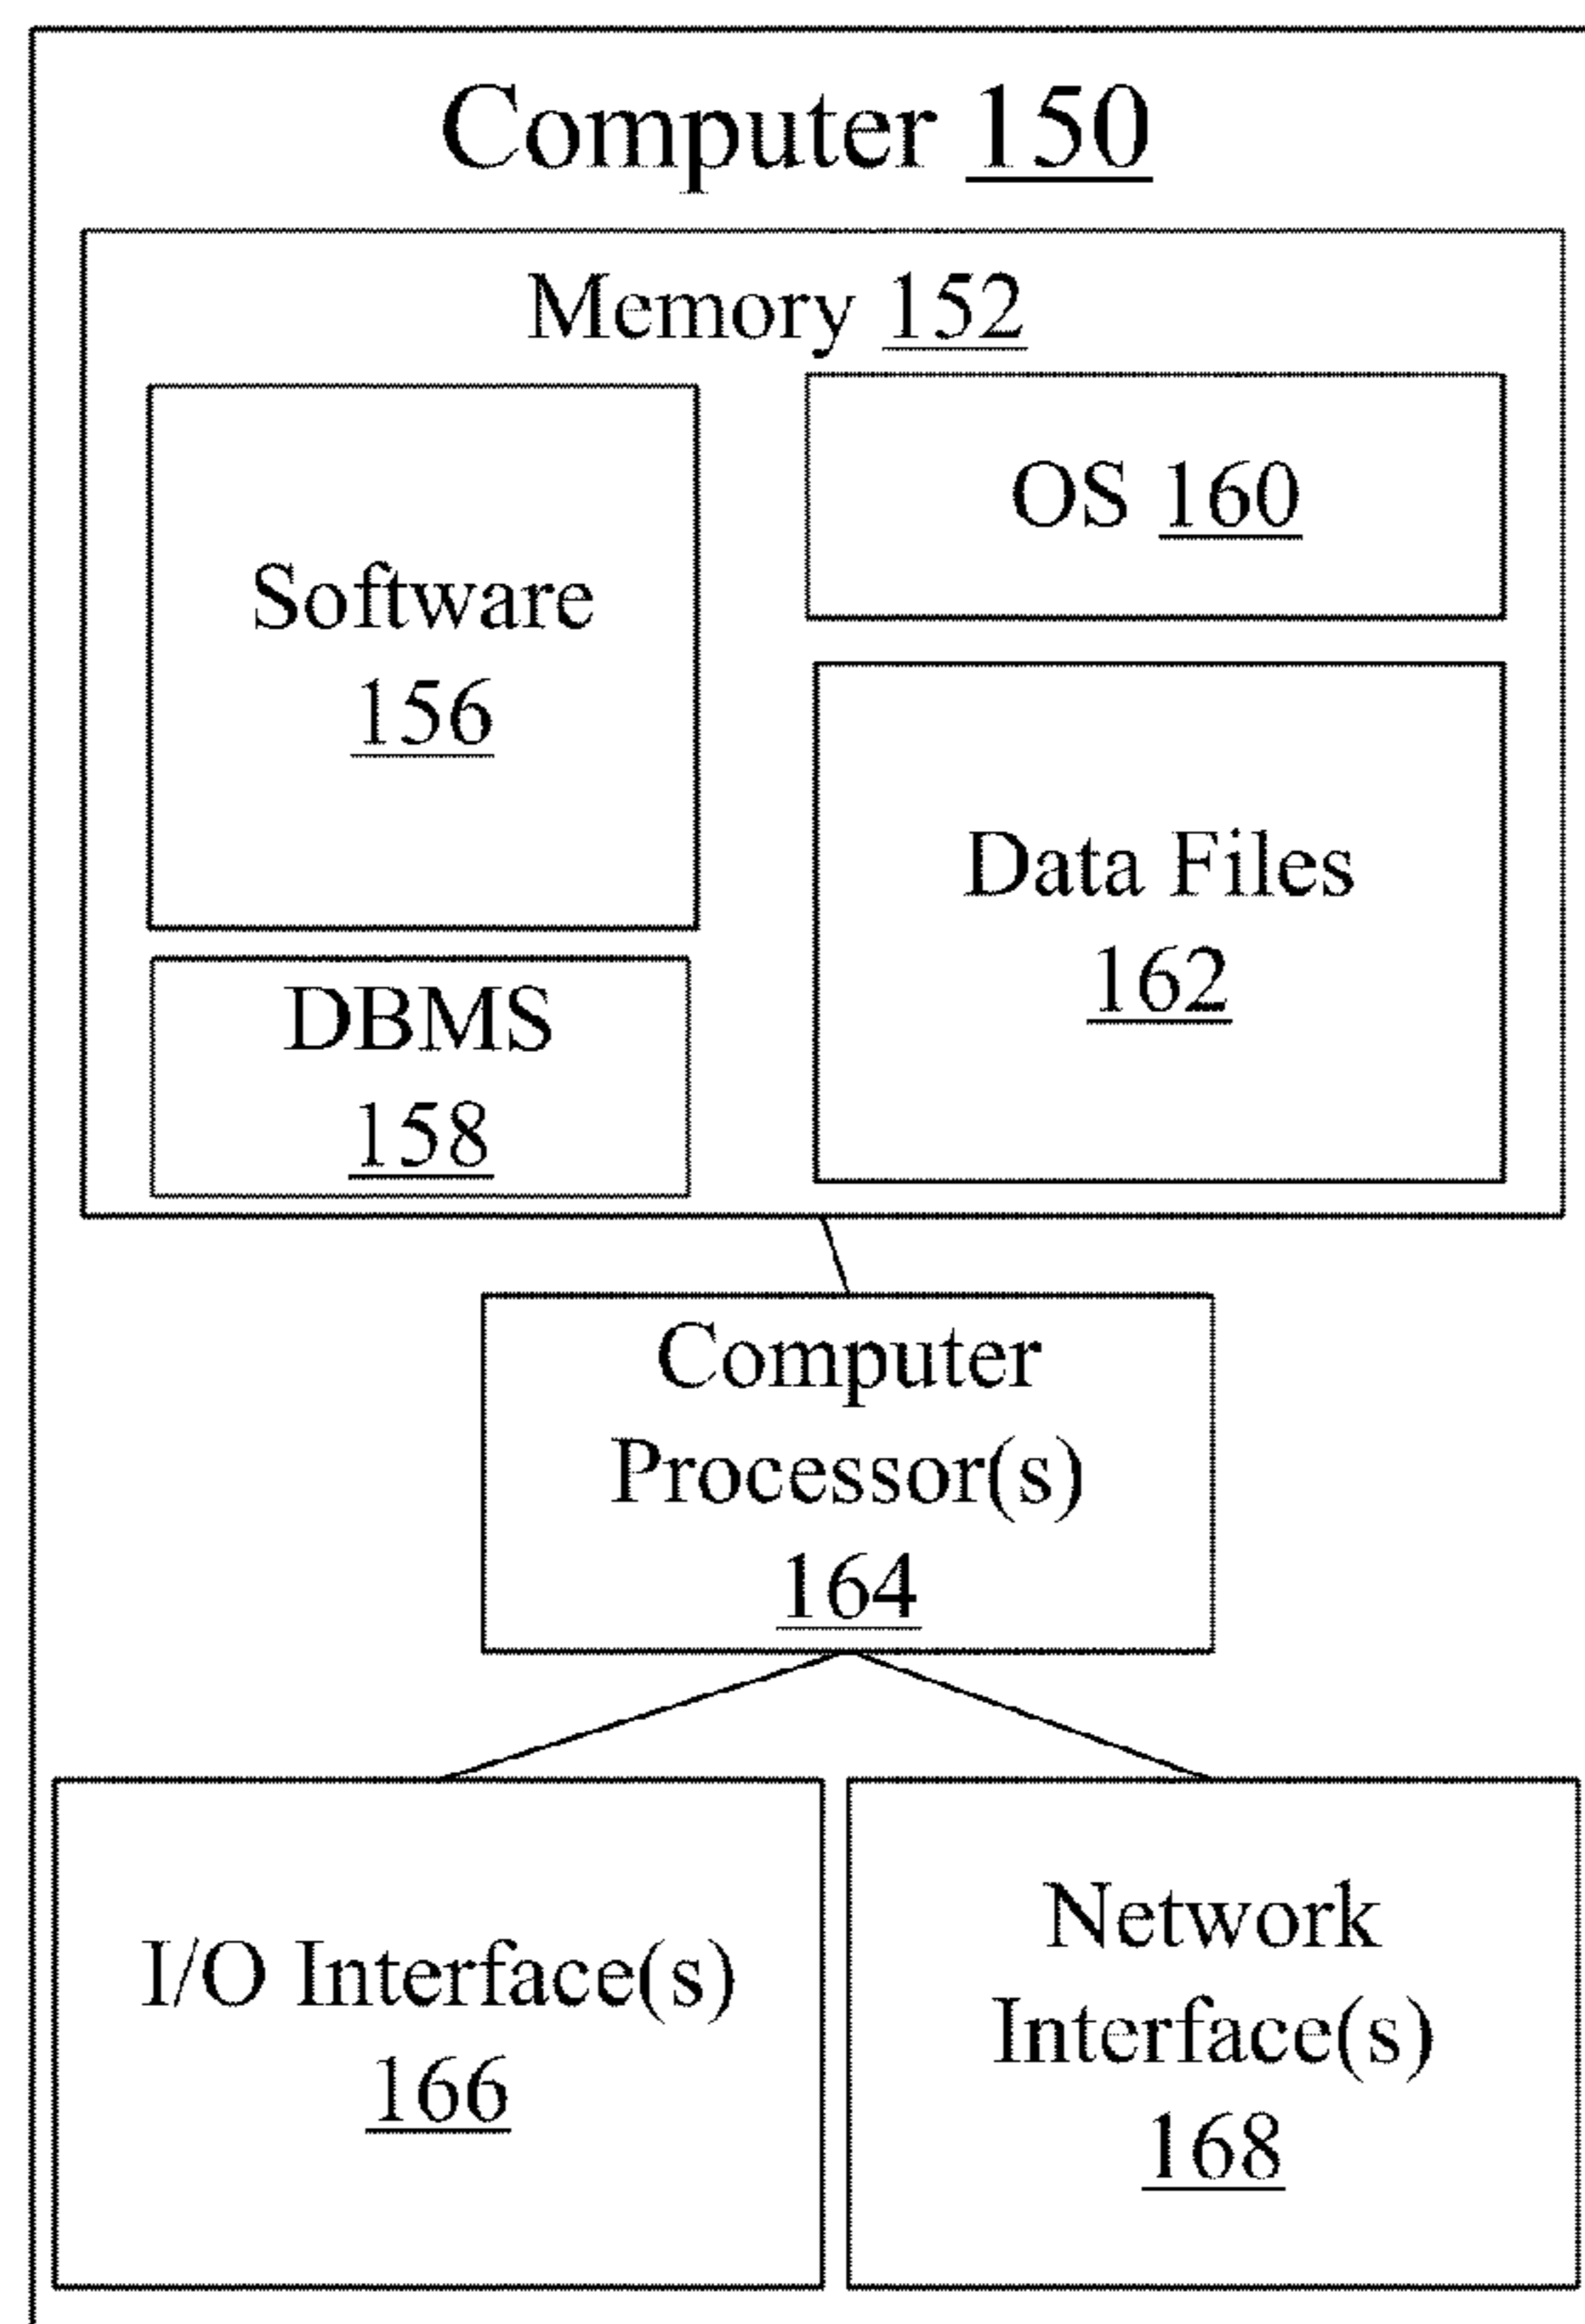 Computer 150
Memory 152
Software
156
OS 160
DBMS
158
Data Files
162
Computer
Processor(s)
164
I/O Interface(s)
166
Network
Interface(s)
168